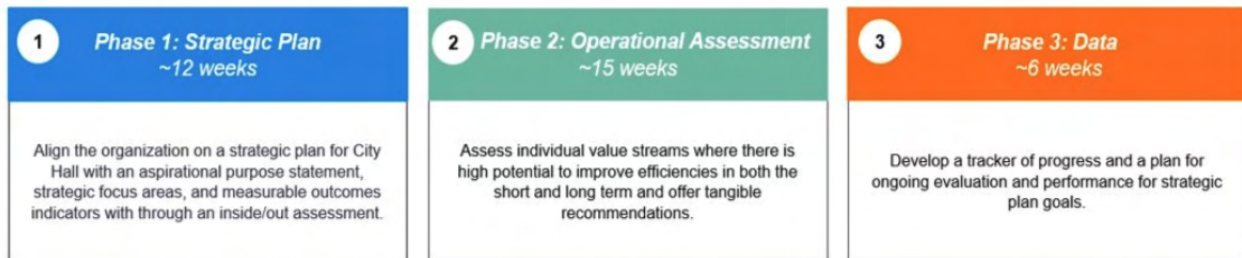 1
Phase 1: Strategic Plan
~12 weeks
Align the organization on a strategic plan for City
Hall with an aspirational purpose statement,
strategic focus areas, and measurable outcomes
indicators with through an inside/out assessment.
2
Phase 2: Operational Assessment
~15 weeks
Assess individual value streams where there is
high potential to improve efficiencies in both the
short and long term and offer tangible
recommendations.
3
Phase 3: Data
~6 weeks
Develop a tracker of progress and a plan for
ongoing evaluation and performance for strategic
plan goals.